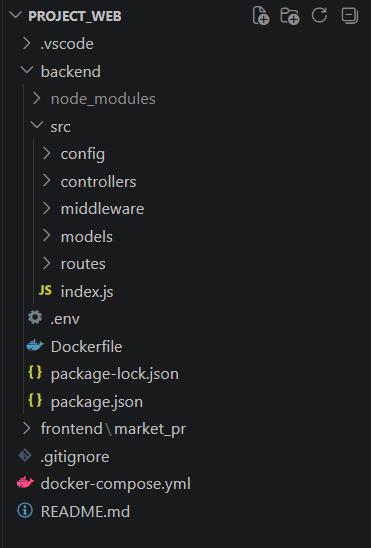 PROJECT_WEB
.vscode
backend
node_modules
src
config
controllers
middleware
models
routes
JS index.js
.env
Dockerfile
{} package-lock.json
{} package.json
frontend\market_pr
.gitignore
docker-compose.yml
README.md